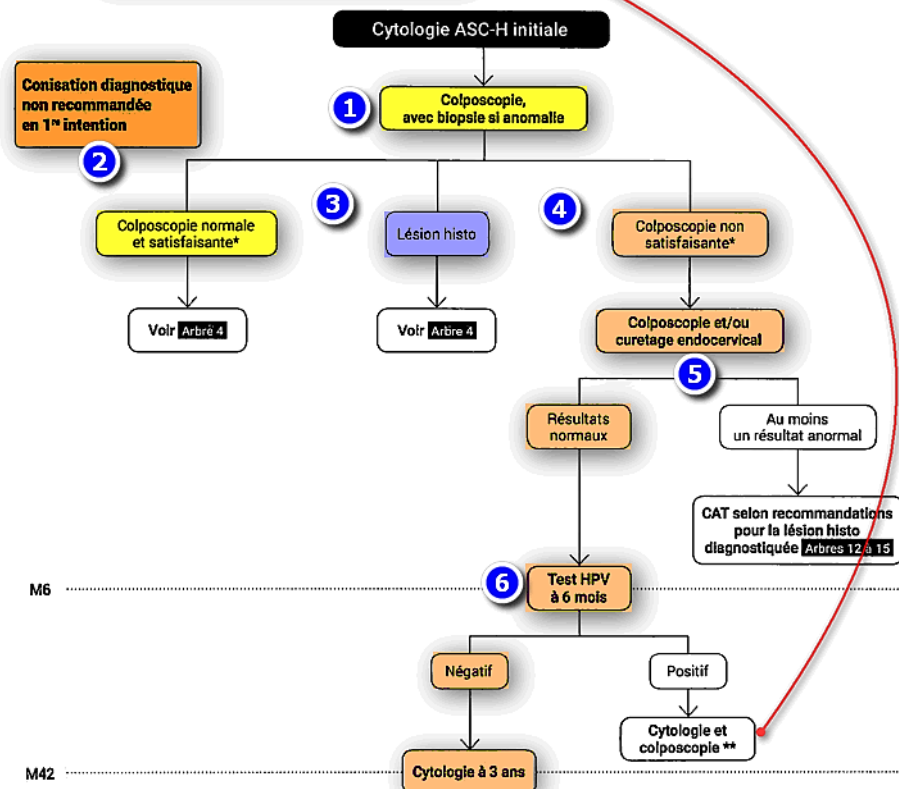 Cytologie ASC-H initiale
Conisation diagnostique
non recommandée
en 1re intention
2
1
Colposcopie,
avec biopsie si anomalie
3
4
Colposcopie normale
et satisfaisante*
Lésion histo
Colposcopie non
satisfaisante*
Voir Arbre 4
Voir Arbre 4
Colposcopie et/ou
curetage endocervical
5
Résultats
normaux
Au moins
un résultat anormal
CAT selon recommandations
pour la lésion histo
diagnostiquée Arbres 12 à 15
M6
6
Test HPV
à 6 mois
Négatif
Positif
Cytologie et
colposcopie **
M42
Cytologie à 3 ans